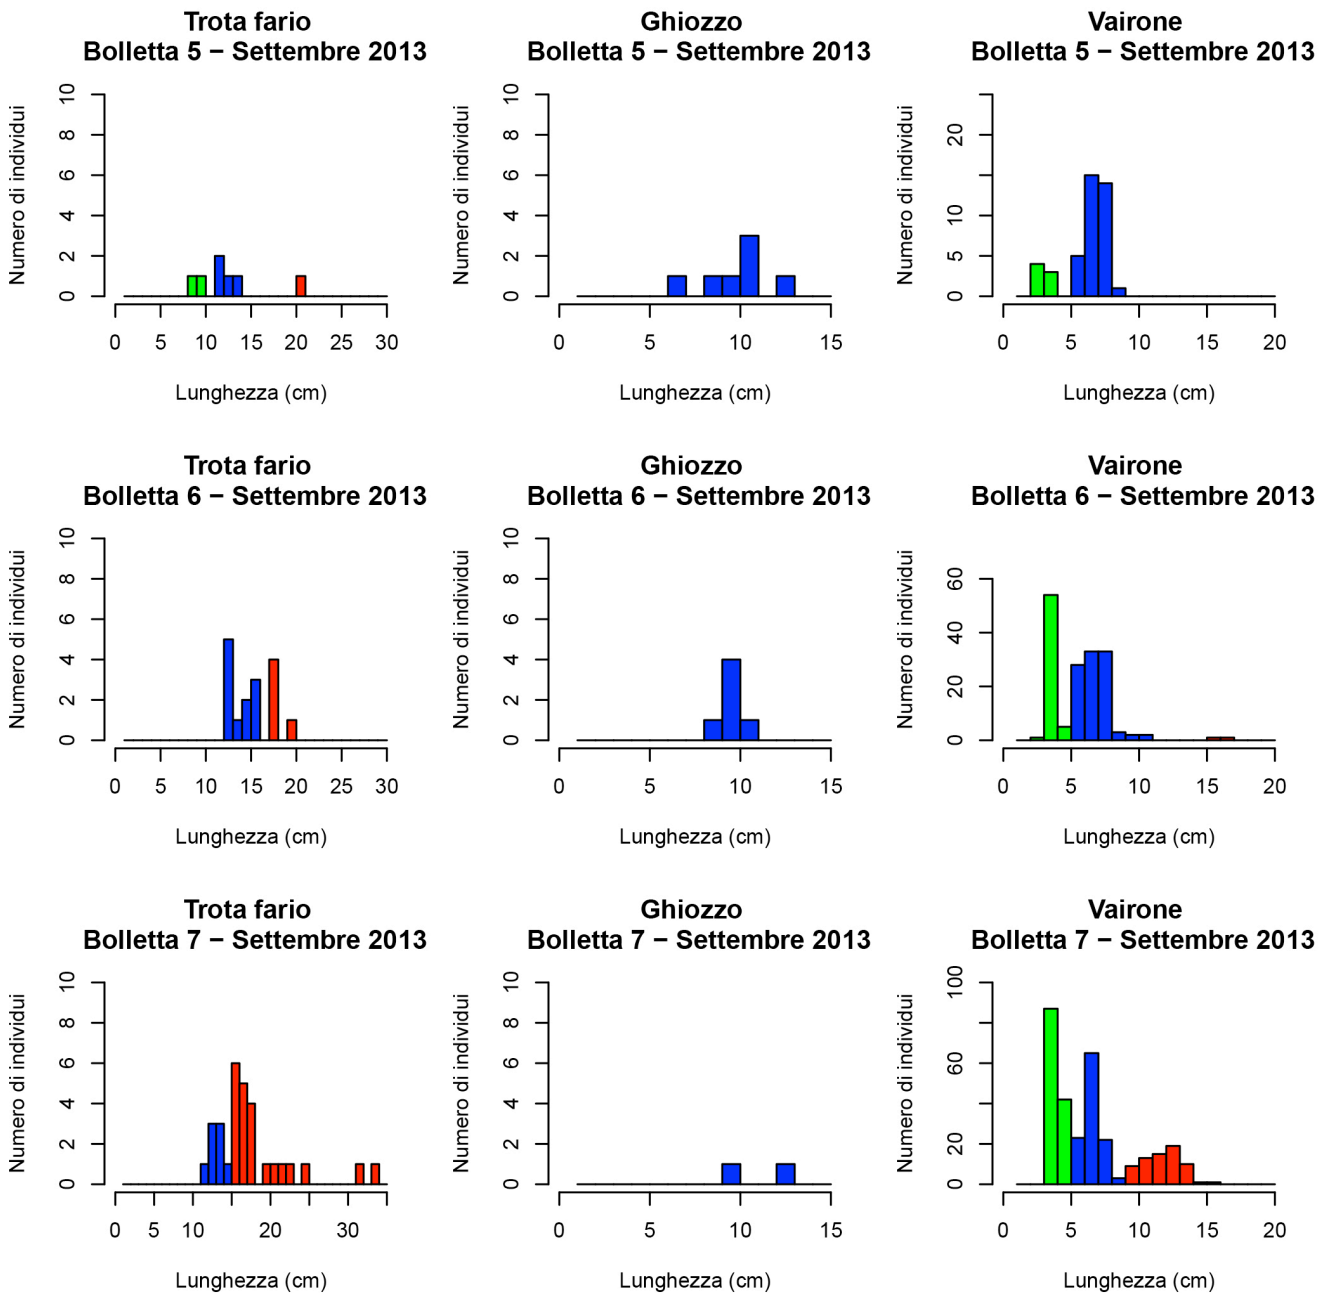 Trota fario
Bolletta 5 − Settembre 2013
Numero di individui
0 2 4 6 8 10
0 5 10 15 20 25 30
Lunghezza (cm)
Ghiozzo
Bolletta 5 − Settembre 2013
Numero di individui
0 2 4 6 8 10
0 5 10 15
Lunghezza (cm)
Vairone
Bolletta 5 − Settembre 2013
Numero di individui
0 5 10 20
0 5 10 15 20
Lunghezza (cm)
Trota fario
Bolletta 6 − Settembre 2013
Numero di individui
0 2 4 6 8 10
0 5 10 15 20 25 30
Lunghezza (cm)
Ghiozzo
Bolletta 6 − Settembre 2013
Numero di individui
0 2 4 6 8 10
0 5 10 15
Lunghezza (cm)
Vairone
Bolletta 6 − Settembre 2013
Numero di individui
0 20 40 60
0 5 10 15 20
Lunghezza (cm)
Trota fario
Bolletta 7 − Settembre 2013
Numero di individui
0 2 4 6 8 10
0 5 10 20 30
Lunghezza (cm)
Ghiozzo
Bolletta 7 − Settembre 2013
Numero di individui
0 2 4 6 8 10
0 5 10 15
Lunghezza (cm)
Vairone
Bolletta 7 − Settembre 2013
Numero di individui
0 20 60 100
0 5 10 15 20
Lunghezza (cm)